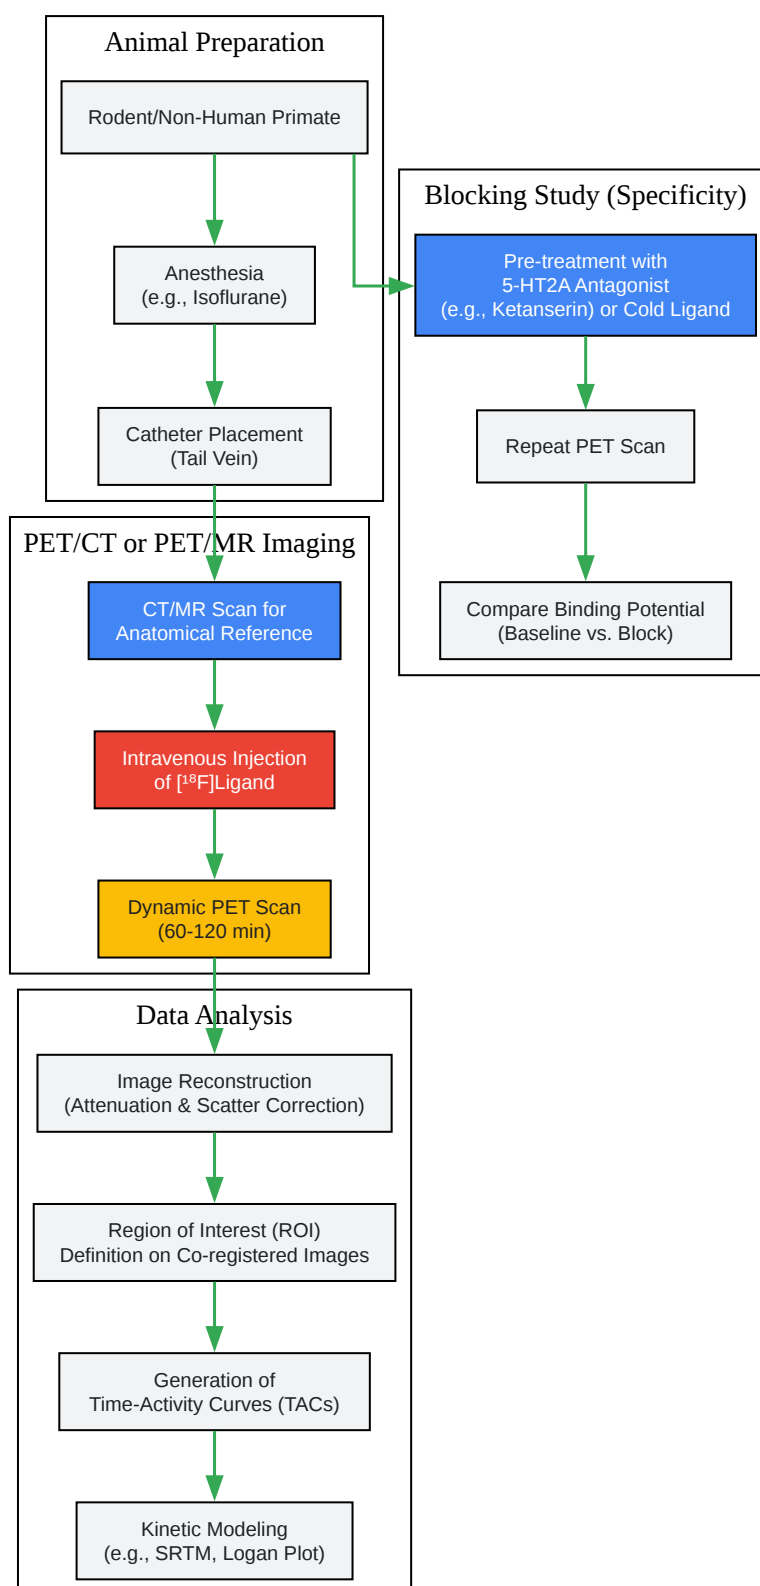 Animal Preparation
Rodent/Non-Human Primate
Anesthesia
(e.g., Isoflurane)
Catheter Placement
(Tail Vein)
Blocking Study (Specificity)
Pre-treatment with
5-HT2A Antagonist
(e.g., Ketanserin) or Cold Ligand
Repeat PET Scan
Compare Binding Potential
(Baseline vs. Block)
PET/CT or PET/MR Imaging
CT/MR Scan for
Anatomical Reference
Intravenous Injection
of [¹⁸F]Ligand
Dynamic PET Scan
(60-120 min)
Data Analysis
Image Reconstruction
(Attenuation & Scatter Correction)
Region of Interest (ROI)
Definition on Co-registered Images
Generation of
Time-Activity Curves (TACs)
Kinetic Modeling
(e.g., SRTM, Logan Plot)